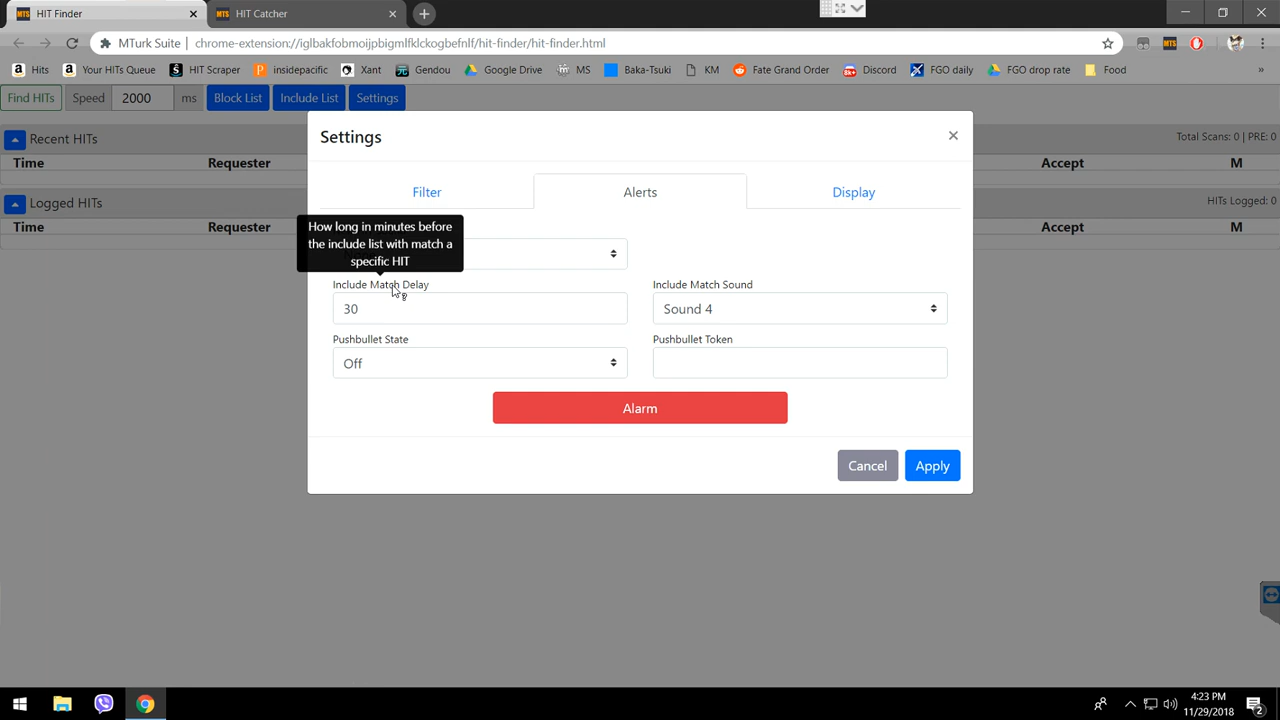 HIT Finder
HIT Catcher
MTurk Suite
chrome-extension://iglbakfobmoijpbigmlfklckogbefnlf/hit-finder/hit-finder.html
Hits
Your HITs Queue
HIT Scraper
insidepacific
Xant
Gendou
Google Drive
MS
Baka-Tsuki
KM
Fate Grand Order
Discord
FGO daily
FGO drop rate
Food
»
Find HITs
Speed
2000
ms
Block List
Include List
Settings
Recent HITs
Total Scans: 0 | PRE: 0
Time
Requester
Accept
M
Logged HITs
HITs Logged: 0
Time
Requester
Accept
M
Settings
Filter
Alerts
Display
How long in minutes before
the include list with match a
specific HIT
Include Match Delay
30
Include Match Sound
Sound 4
Pushbullet State
Off
Pushbullet Token
Alarm
Cancel
Apply
4:23 PM
11/29/2018
2